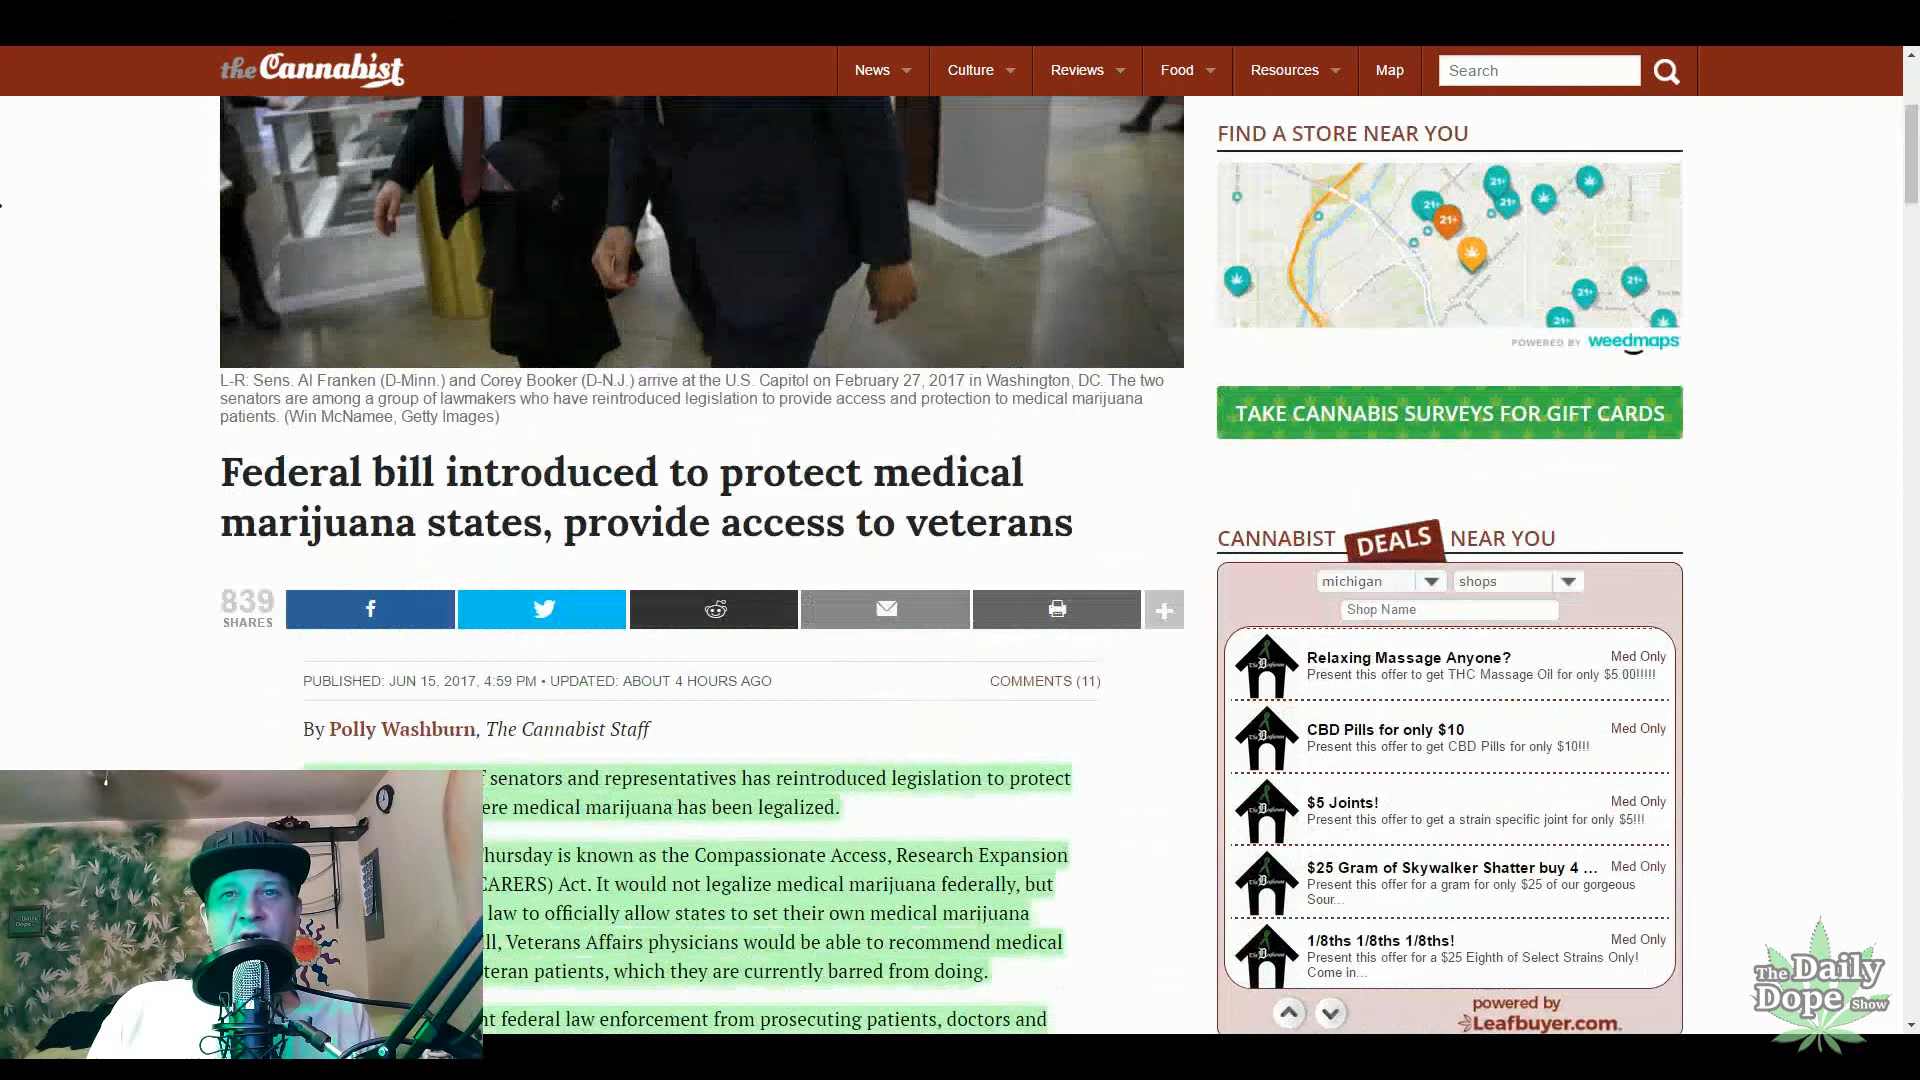 the Cannabist
News
Culture
Reviews
Food
Resources
Map
Search
L-R: Sens. Al Franken (D-Minn.) and Corey Booker (D-N.J.) arrive at the U.S. Capitol on February 27, 2017 in Washington, DC. The two
senators are among a group of lawmakers who have reintroduced legislation to provide access and protection to medical marijuana
patients. (Win McNamee, Getty Images)
Federal bill introduced to protect medical
marijuana states, provide access to veterans
839
SHARES
PUBLISHED: JUN 15, 2017, 4:59 PM • UPDATED: ABOUT 4 HOURS AGO
COMMENTS (11)
By Polly Washburn, The Cannabist Staff
senators and representatives has reintroduced legislation to protect
ere medical marijuana has been legalized.
hursday is known as the Compassionate Access, Research Expansion
CARERS) Act. It would not legalize medical marijuana federally, but
law to officially allow states to set their own medical marijuana
ll, Veterans Affairs physicians would be able to recommend medical
teran patients, which they are currently barred from doing.
nt federal law enforcement from prosecuting patients, doctors and
FIND A STORE NEAR YOU
21+
21+
21+
21+
21+
21+
21+
POWERED BY weedmaps
TAKE CANNABIS SURVEYS FOR GIFT CARDS
CANNABIST DEALS NEAR YOU
michigan
shops
Shop Name
Relaxing Massage Anyone?
Med Only
Present this offer to get THC Massage Oil for only $5.00!!!!!
CBD Pills for only $10
Med Only
Present this offer to get CBD Pills for only $10!!!
$5 Joints!
Med Only
Present this offer to get a strain specific joint for only $5!!!
$25 Gram of Skywalker Shatter buy 4 ...
Med Only
Present this offer for a gram for only $25 of our gorgeous
Sour...
1/8ths 1/8ths 1/8ths!
Med Only
Present this offer for a $25 Eighth of Select Strains Only!
Come in...
powered by
Leafbuyer.com.
The Daily
Dope Show